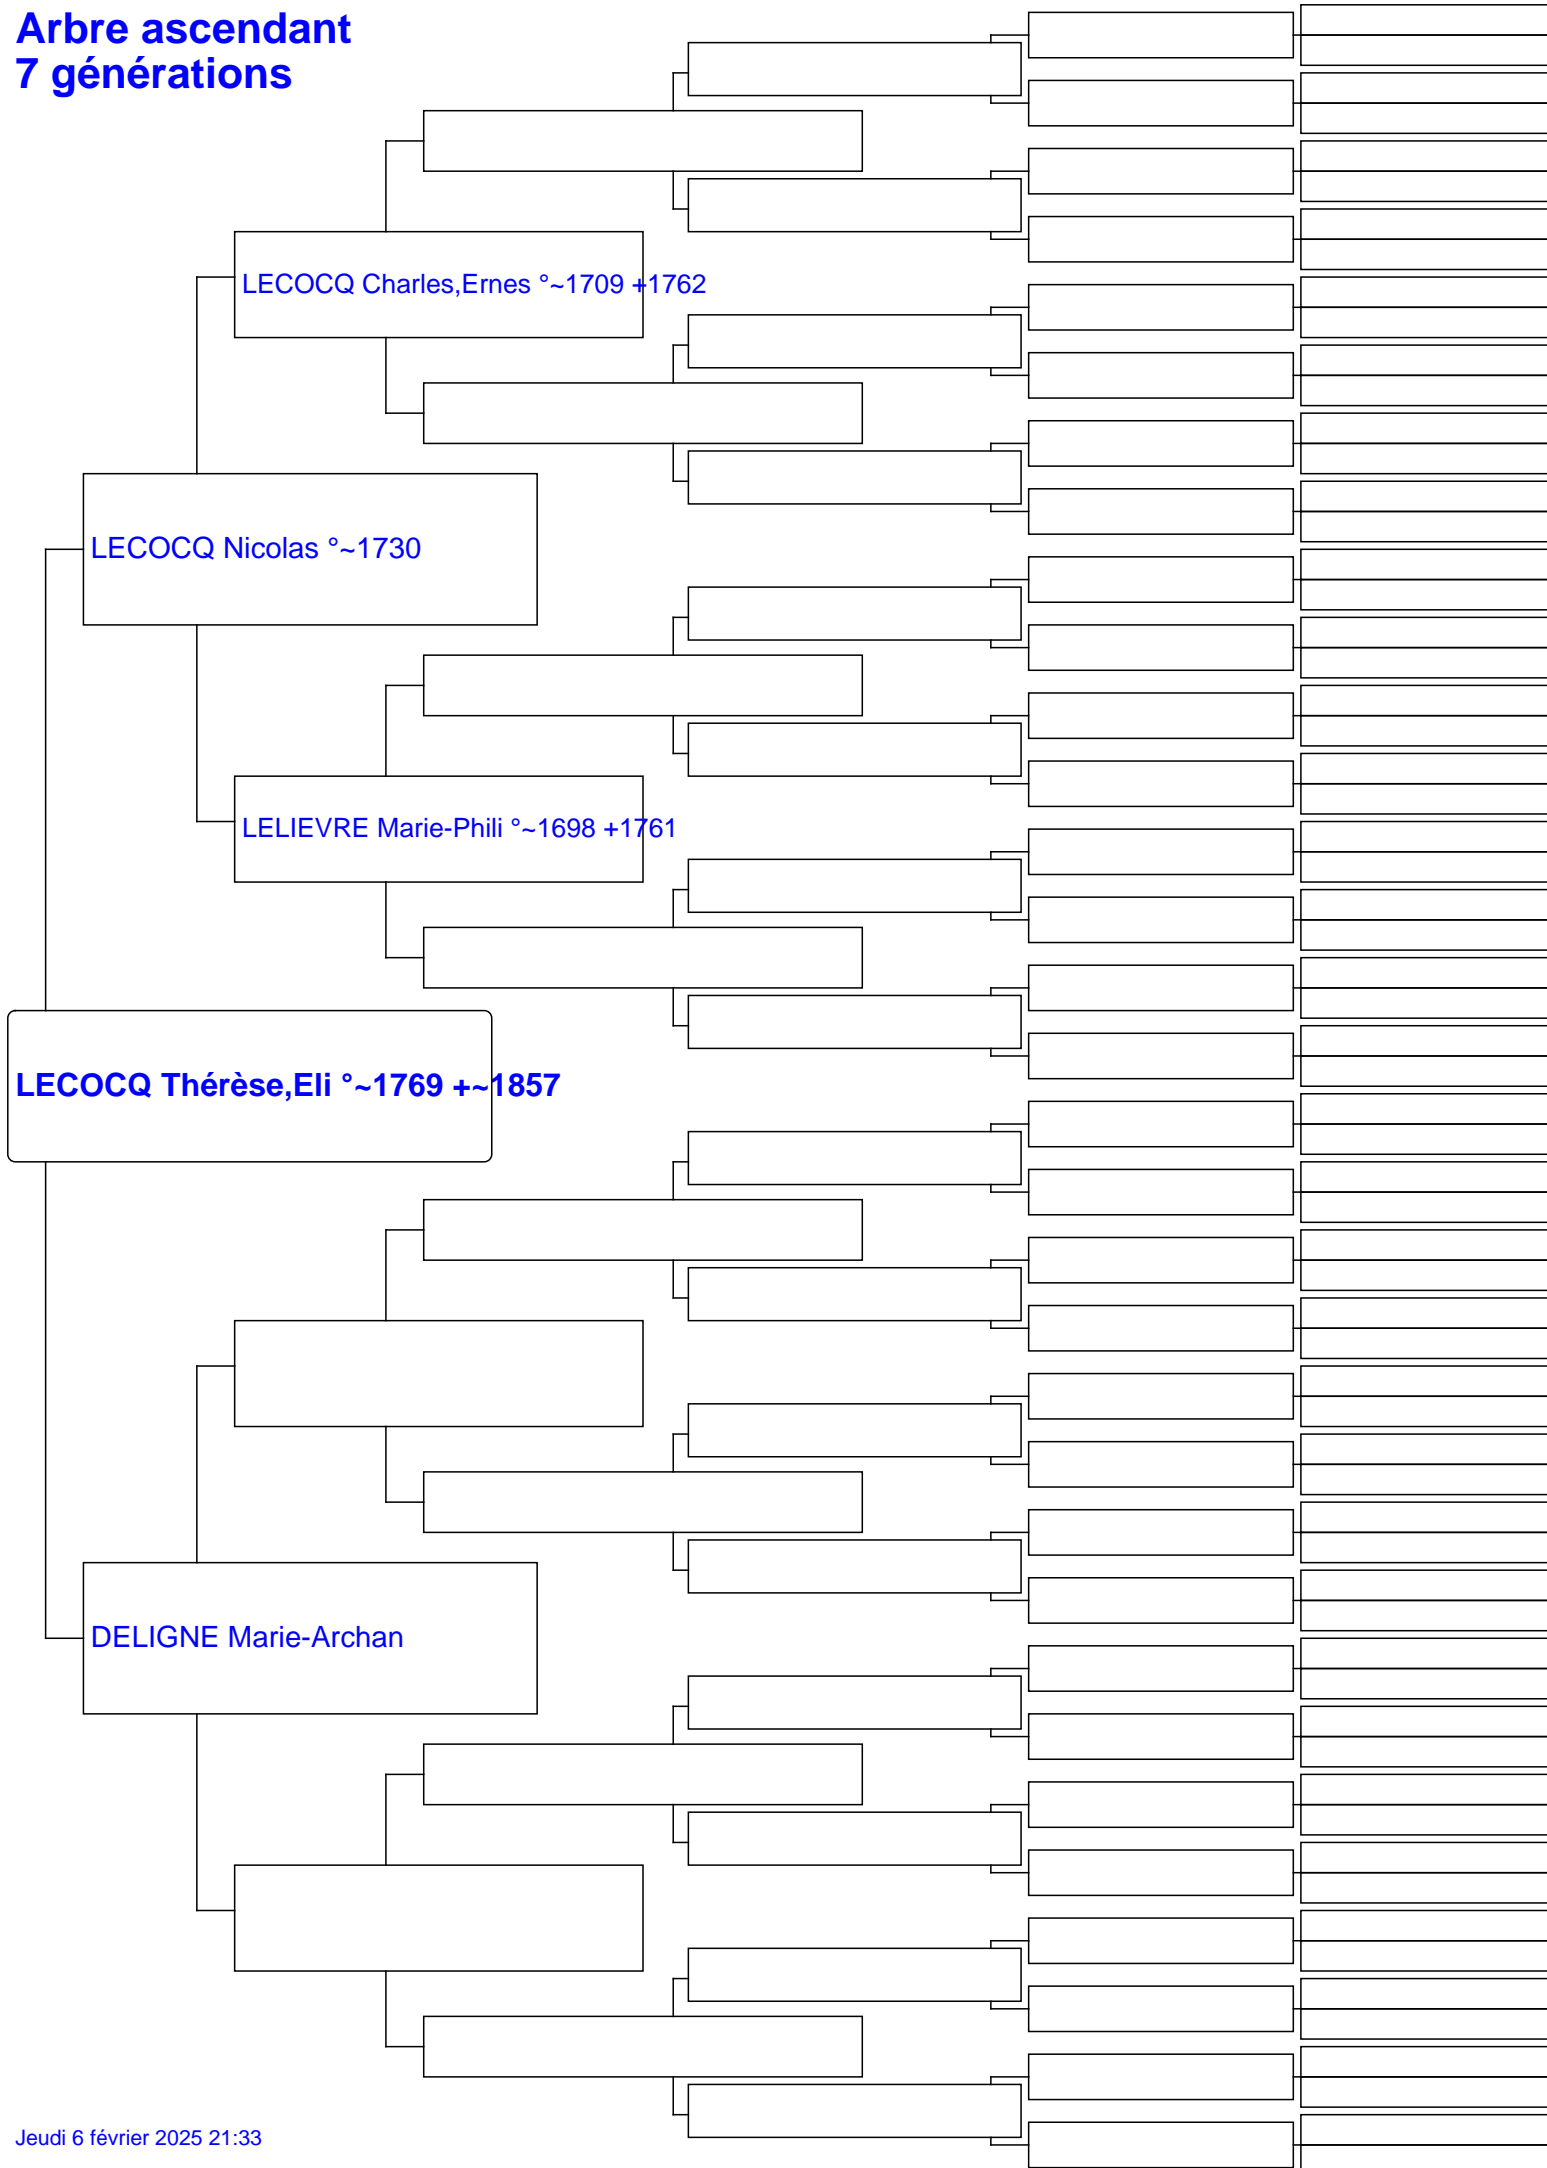 Arbre ascendant
7 générations
LECOCQ Charles,Ernes °~1709 +1762
LECOCQ Nicolas °~1730
LELIEVRE Marie-Phili °~1698 +1761
LECOCQ Thérèse,Eli °~1769 +~1857
DELIGNE Marie-Archan
Jeudi 6 février 2025 21:33